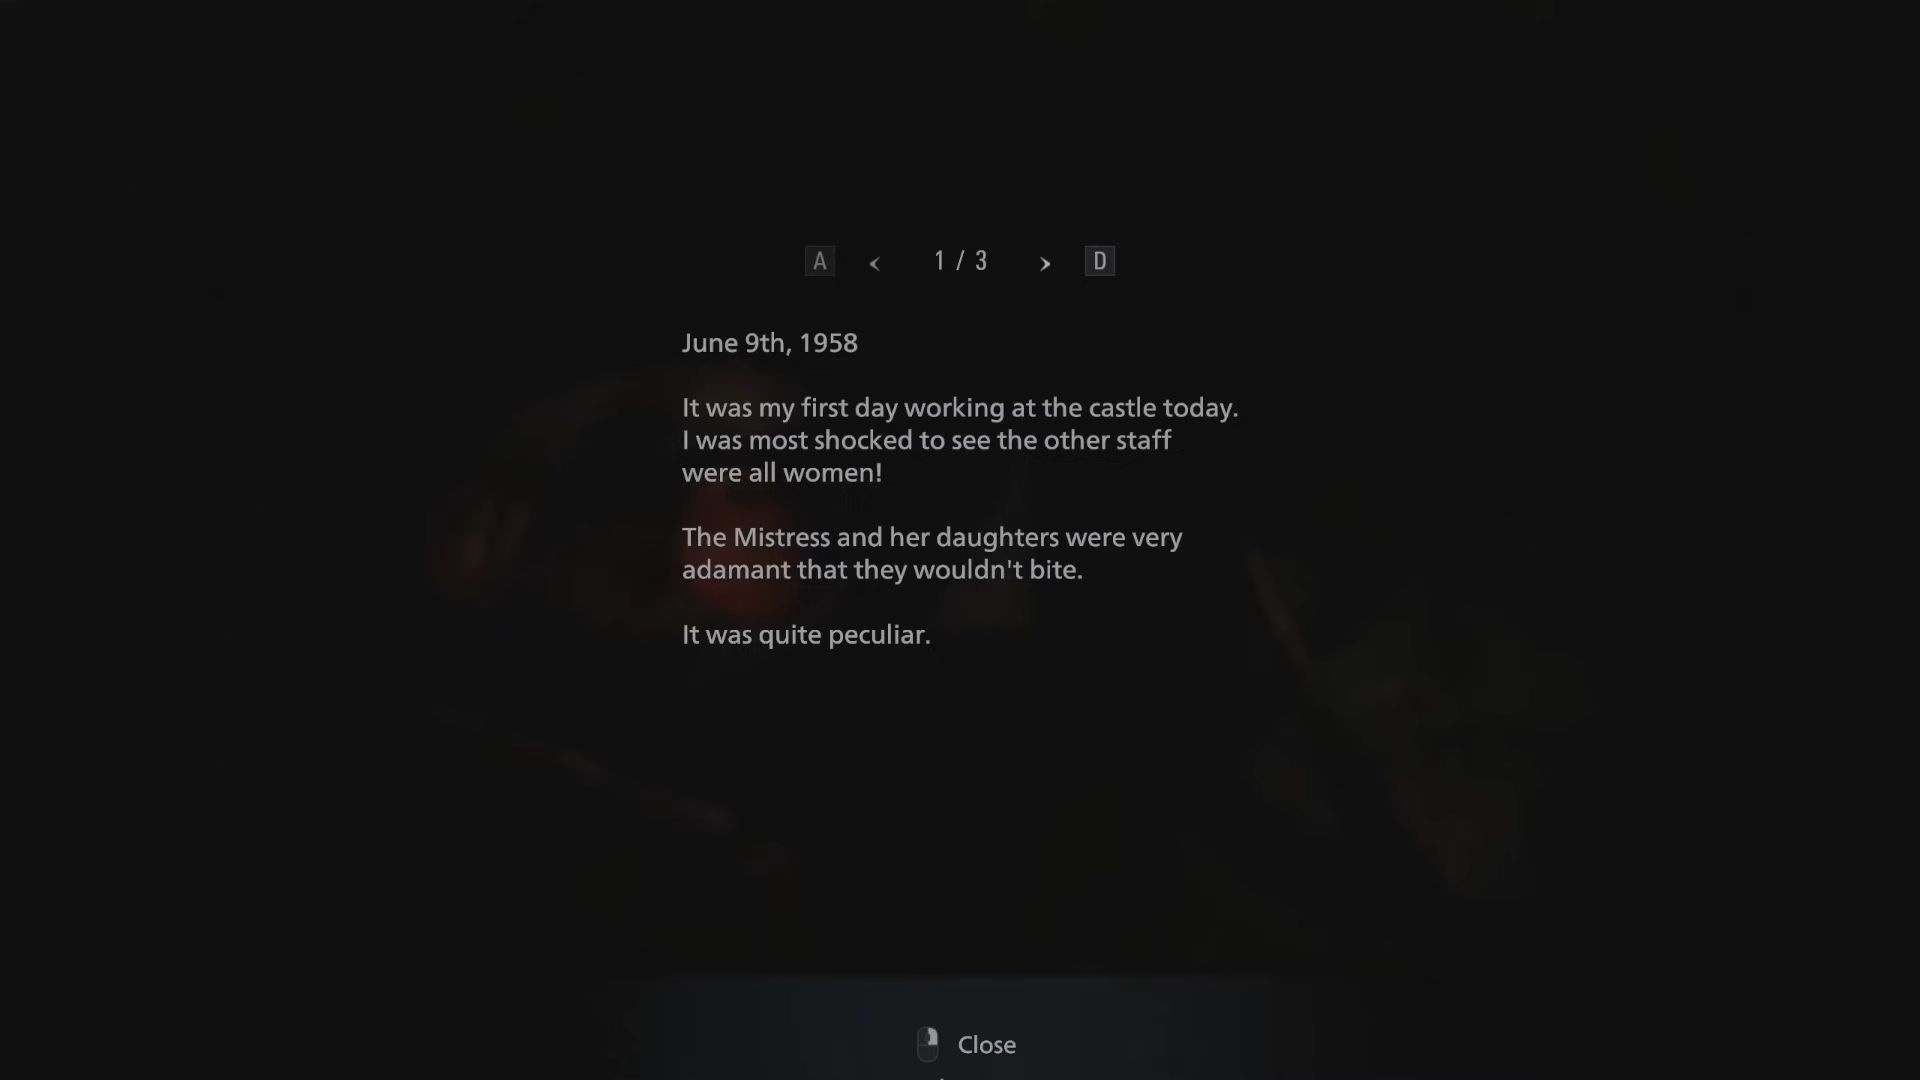 A < 1 / 3 > D
June 9th, 1958
It was my first day working at the castle today.
I was most shocked to see the other staff
were all women!
The Mistress and her daughters were very
adamant that they wouldn't bite.
It was quite peculiar.
Close